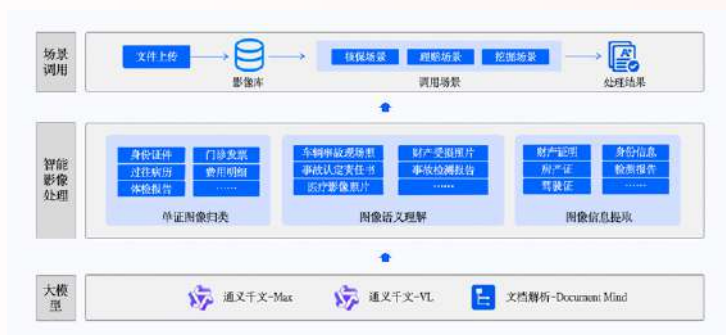 场景
调用
文件上传
影像库
核保场景
理赔场景
挖掘场景
调用场景
处理结果
智能
影像
处理
身份证件
门诊发票
过往病历
费用明细
体检报告
……
单证图像归类
车辆事故现场照
财产受损照片
事故认定责任书
事故检测报告
医疗影像照片
……
图像语义理解
财产证明
身份信息
房产证
检测报告
驾驶证
……
图像信息提取
大模
型
通义千文-Max
通义千文-VL
文档解析-Document Mind